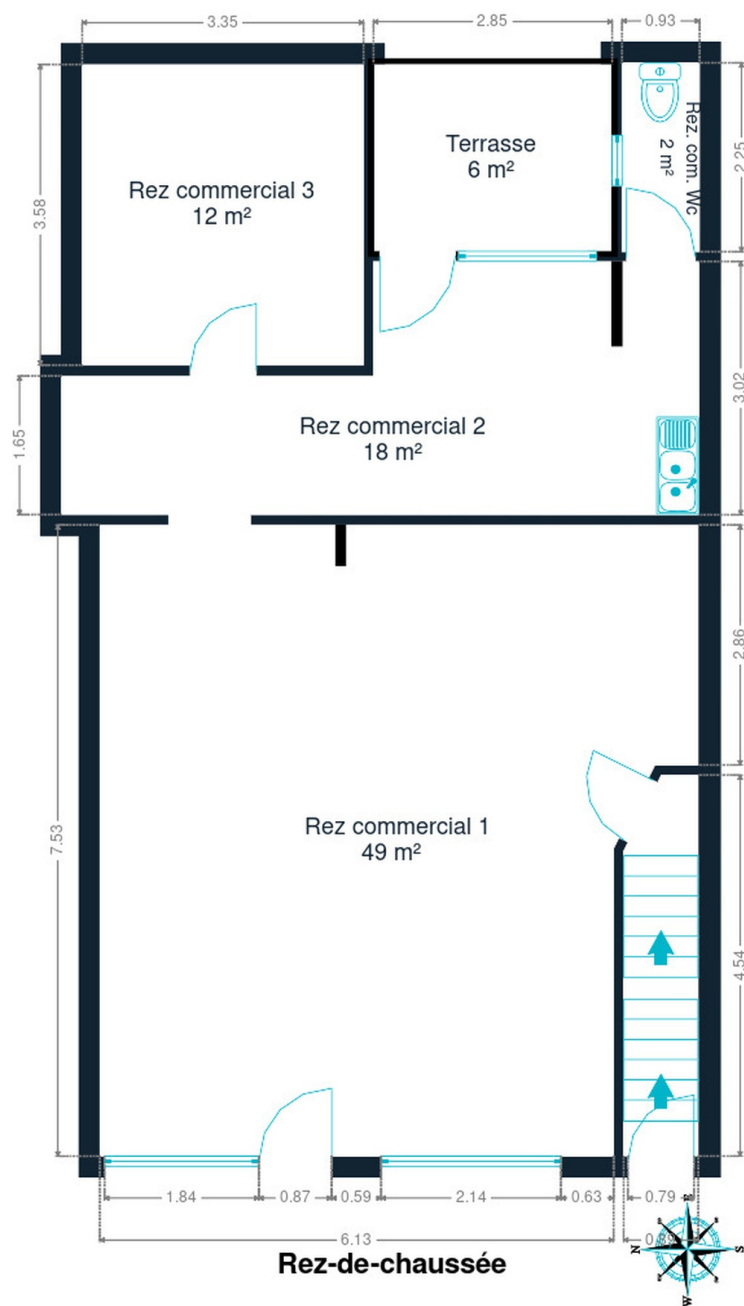 3.35
2.85
0.93
Terrasse
6 m²
Rez. com. Wc
2 m²
2.25
Rez commercial 3
12 m²
3.58
3.02
Rez commercial 2
18 m²
1.65
2.86
Rez commercial 1
49 m²
7.53
4.54
1.84
0.87
0.59
2.14
0.63
0.79
6.13
0.89
E
N
S
W
Rez-de-chaussée